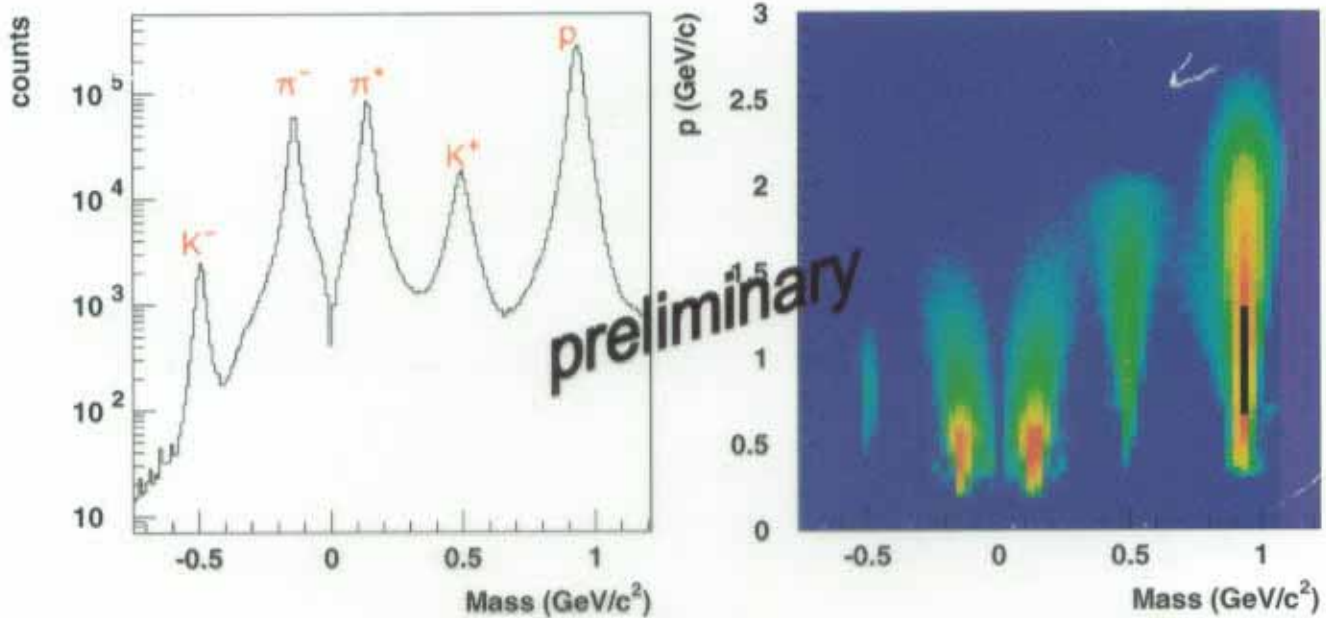 counts
10^5
10^4
10^3
10^2
10
K^-
π^-
π^+
K^+
p
-0.5
0
0.5
1
Mass (GeV/c^2)
preliminary
p (GeV/c)
3
2.5
2
1.5
1
0.5
0
-0.5
0
0.5
1
Mass (GeV/c^2)